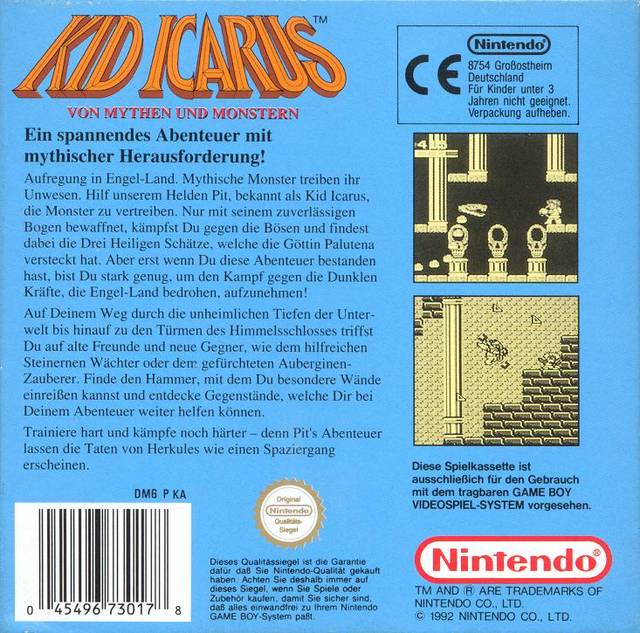 KID ICARUS™
VON MYTHEN UND MONSTERN
Ein spannendes Abenteuer mit
mythischer Herausforderung!
Aufregung in Engel-Land. Mythische Monster treiben ihr
Unwesen. Hilf unserem Helden Pit, bekannt als Kid Icarus,
die Monster zu vertreiben. Nur mit seinem zuverlässigen
Bogen bewaffnet, kämpfst Du gegen die Bösen und findest
dabei die Drei Heiligen Schätze, welche die Göttin Palutena
versteckt hat. Aber erst wenn Du diese Abenteuer bestanden
hast, bist Du stark genug, um den Kampf gegen die Dunklen
Kräfte, die Engel-Land bedrohen, aufzunehmen!
Auf Deinem Weg durch die unheimlichen Tiefen der Unter-
welt bis hinauf zu den Türmen des Himmelsschlosses triffst
Du auf alte Freunde und neue Gegner, wie dem hilfreichen
Steinernen Wächter oder dem gefürchteten Auberginen-
Zauberer. Finde den Hammer, mit dem Du besondere Wände
einreißen kannst und entdecke Gegenstände, welche Dir bei
Deinem Abenteuer weiter helfen können.
Trainiere hart und kämpfe noch härter – denn Pit's Abenteuer
lassen die Taten von Herkules wie einen Spaziergang
erscheinen.
DMG P KA
0 45496 73017 8
Original
Nintendo
Qualitäts-
Siegel
Dieses Qualitätssiegel ist die Garantie
dafür daß Sie Nintendo-Qualität gekauft
haben. Achten Sie deshalb immer auf
dieses Siegel, wenn Sie Spiele oder
Zubehör kaufen, damit Sie sicher sind,
daß alles einwandfrei zu Ihrem Nintendo
GAME BOY-System paßt.
CE
Nintendo®
8754 Großostheim
Deutschland
Für Kinder unter 3
Jahren nicht geeignet.
Verpackung aufheben.
Diese Spielkassette ist
ausschließlich für den Gebrauch
mit dem tragbaren GAME BOY
VIDEOSPIEL-SYSTEM vorgesehen.
Nintendo®
TM AND ® ARE TRADEMARKS OF
NINTENDO CO., LTD.
© 1992 NINTENDO CO., LTD.